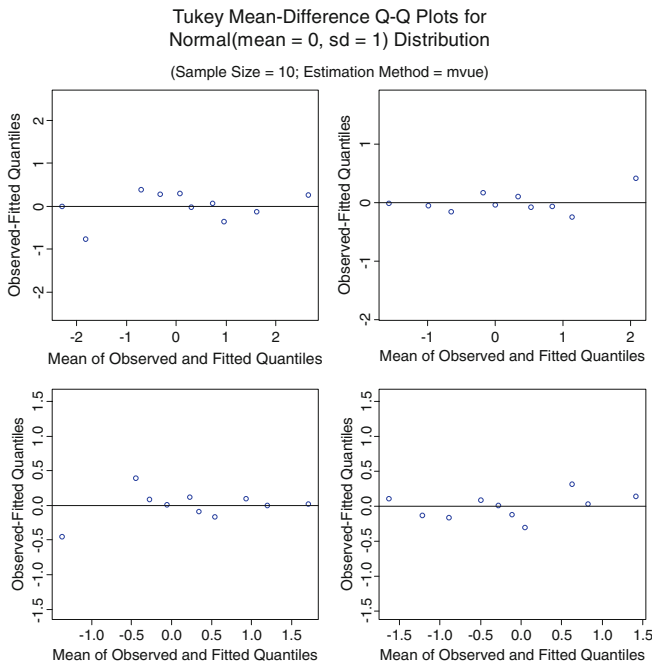 Tukey Mean-Difference Q-Q Plots for
Normal(mean = 0, sd = 1) Distribution
(Sample Size = 10; Estimation Method = mvue)
Observed-Fitted Quantiles
2
1
0
-1
-2
-2 -1 0 1 2
Mean of Observed and Fitted Quantiles
Observed-Fitted Quantiles
1
0
-1
-2
-1 0 1 2
Mean of Observed and Fitted Quantiles
Observed-Fitted Quantiles
1.5
1.0
0.5
0.0
-0.5
-1.0
-1.5
-1.0 -0.5 0.0 0.5 1.0 1.5
Mean of Observed and Fitted Quantiles
Observed-Fitted Quantiles
1.5
1.0
0.5
0.0
-0.5
-1.0
-1.5
-1.5 -1.0 -0.5 0.0 0.5 1.0 1.5
Mean of Observed and Fitted Quantiles